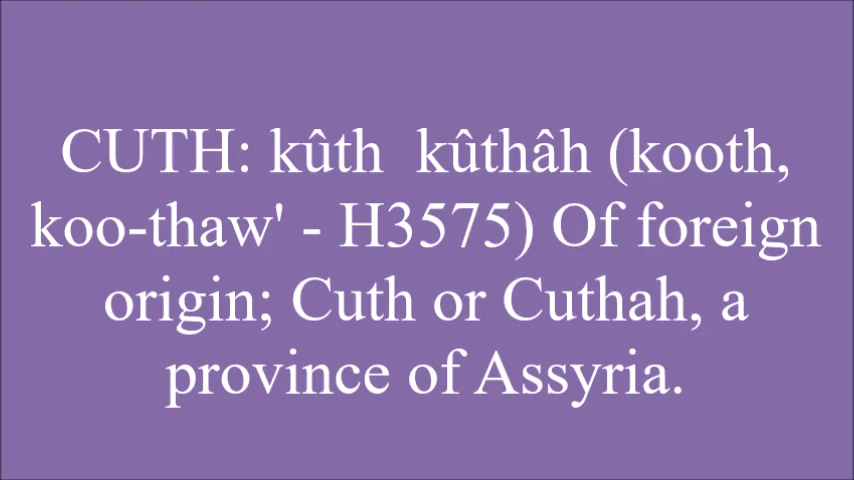 CUTH: kûth  kûthâh (kooth,
koo-thaw' - H3575) Of foreign
origin; Cuth or Cuthah, a
province of Assyria.